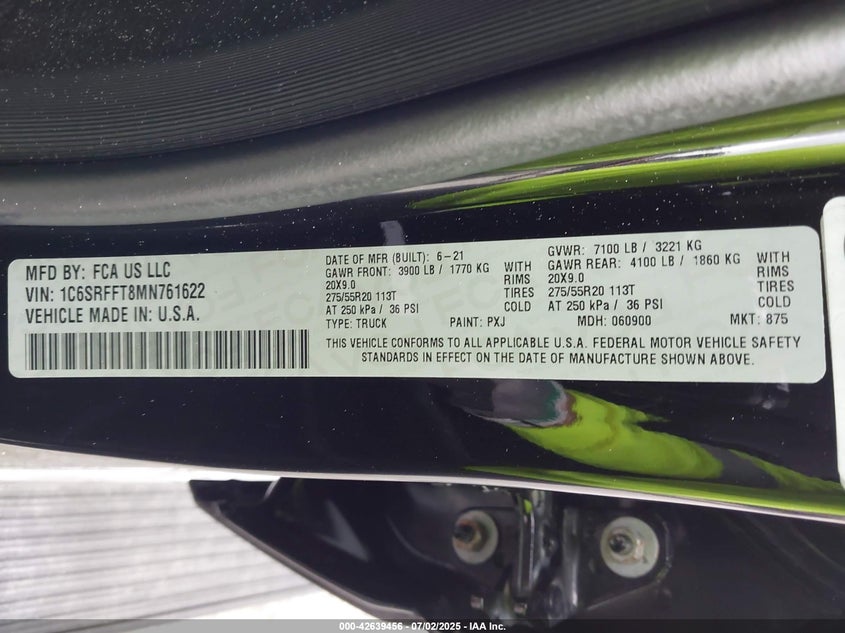 MFD BY: FCA US LLC
VIN: 1C6SRFFT8MN761622
VEHICLE MADE IN: U.S.A.
DATE OF MFR (BUILT): 6-21
GAWR FRONT: 3900 LB / 1770 KG WITH
20X9.0 RIMS
275/55R20 113T TIRES
AT 250 kPa / 36 PSI COLD
GVWR: 7100 LB / 3221 KG
GAWR REAR: 4100 LB / 1860 KG WITH
20X9.0 RIMS
275/55R20 113T TIRES
AT 250 kPa / 36 PSI COLD
TYPE: TRUCK PAINT: PXJ MDH: 060900 MKT: 875
THIS VEHICLE CONFORMS TO ALL APPLICABLE U.S.A. FEDERAL MOTOR VEHICLE SAFETY
STANDARDS IN EFFECT ON THE DATE OF MANUFACTURE SHOWN ABOVE.
000-42639456 - 07/02/2025 - IAA Inc.